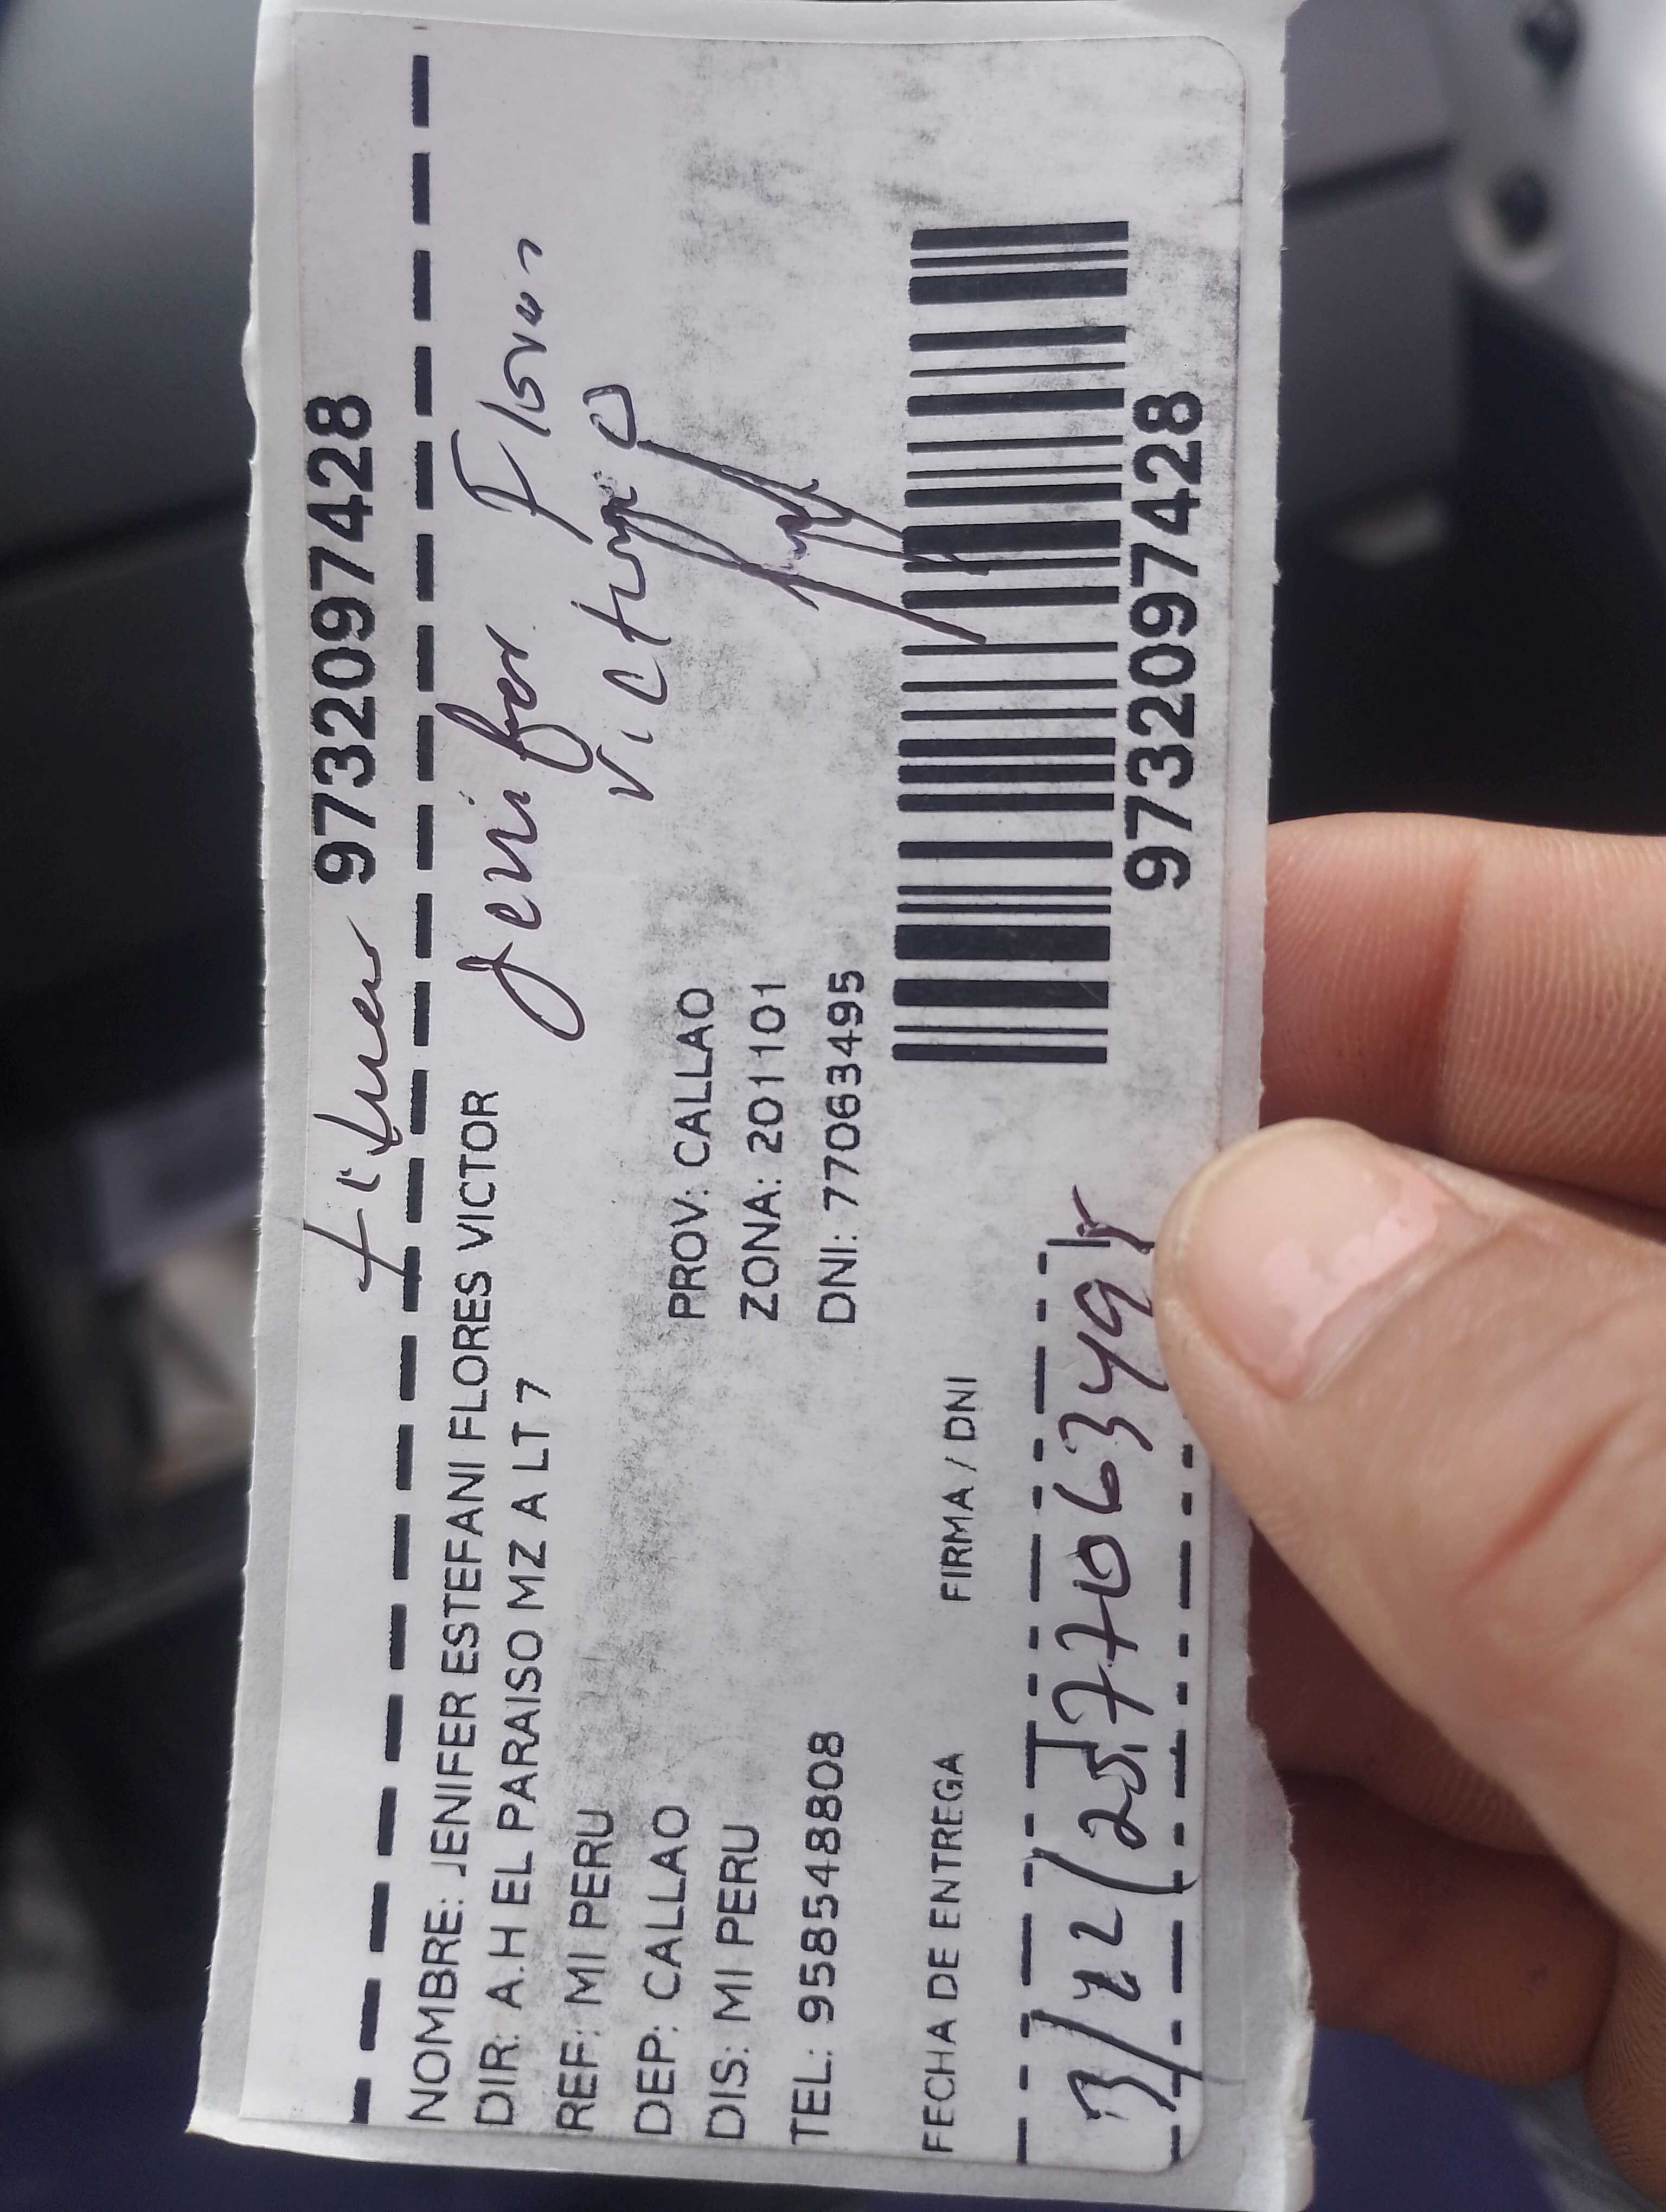 9732097428
NOMBRE: JENIFER ESTEFANI FLORES VICTOR
DIR: A.H EL PARAISO MZ A LT 7
Jenifer Flores
REF: MI PERU
DEP: CALLAO PROV: CALLAO
DIS: MI PERU ZONA: 201101
TEL: 958548808 DNI: 77063495
FECHA DE ENTREGA FIRMA / DNI
3/12/25 77063495
9732097428